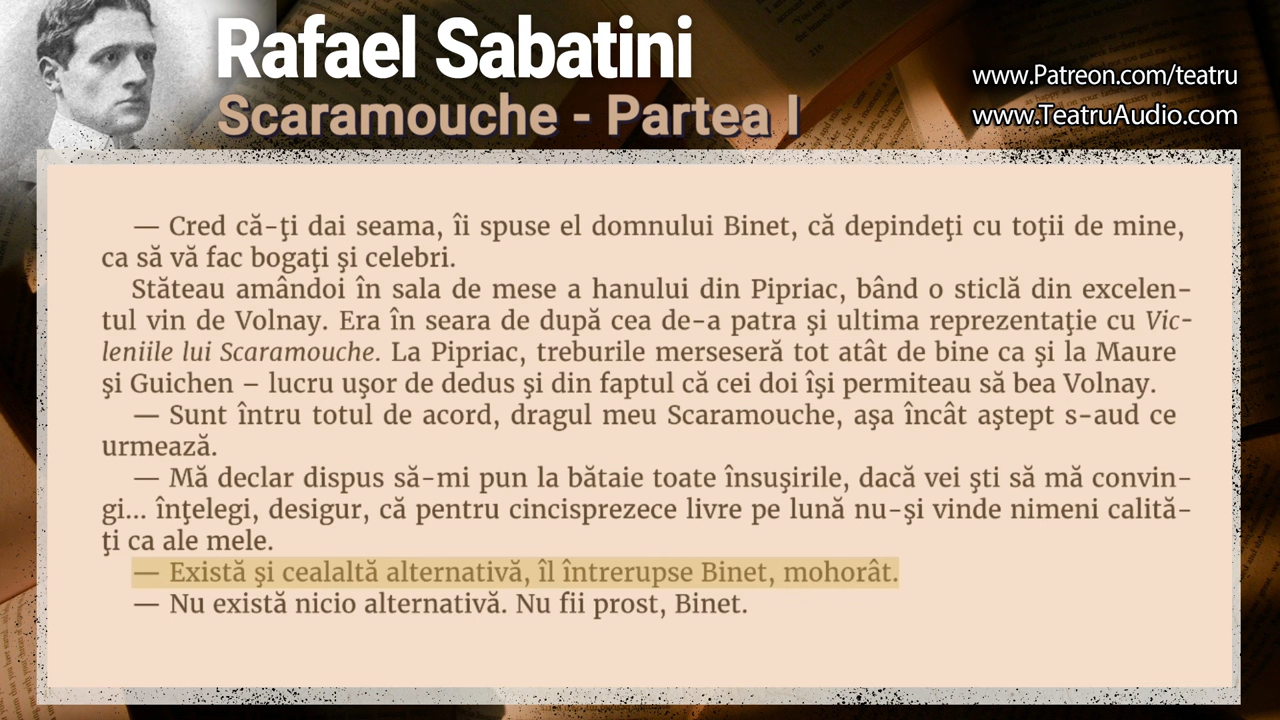 Rafael Sabatini
Scaramouche - Partea I
www.Patreon.com/teatru
www.TeatruAudio.com
— Cred că-ţi dai seama, îi spuse el domnului Binet, că depindeţi cu toţii de mine,
ca să vă fac bogaţi şi celebri.
Stăteau amândoi în sala de mese a hanului din Pipriac, bând o sticlă din excelen-
tul vin de Volnay. Era în seara de după cea de-a patra şi ultima reprezentaţie cu Vic-
leniile lui Scaramouche. La Pipriac, treburile merseseră tot atât de bine ca şi la Maure
şi Guichen – lucru uşor de dedus şi din faptul că cei doi îşi permiteau să bea Volnay.
— Sunt întru totul de acord, dragul meu Scaramouche, aşa încât aştept s-aud ce
urmează.
— Mă declar dispus să-mi pun la bătaie toate însuşirile, dacă vei şti să mă convin-
gi... înţelegi, desigur, că pentru cincisprezece livre pe lună nu-şi vinde nimeni calită-
ţi ca ale mele.
— Există şi cealaltă alternativă, îl întrerupse Binet, mohorât.
— Nu există nicio alternativă. Nu fii prost, Binet.